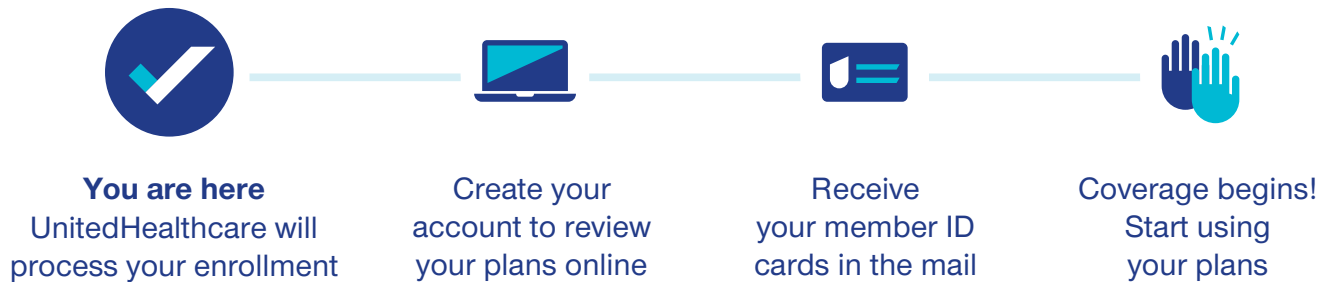 You are here
UnitedHealthcare will
process your enrollment
Create your
account to review
your plans online
Receive
your member ID
cards in the mail
Coverage begins!
Start using
your plans